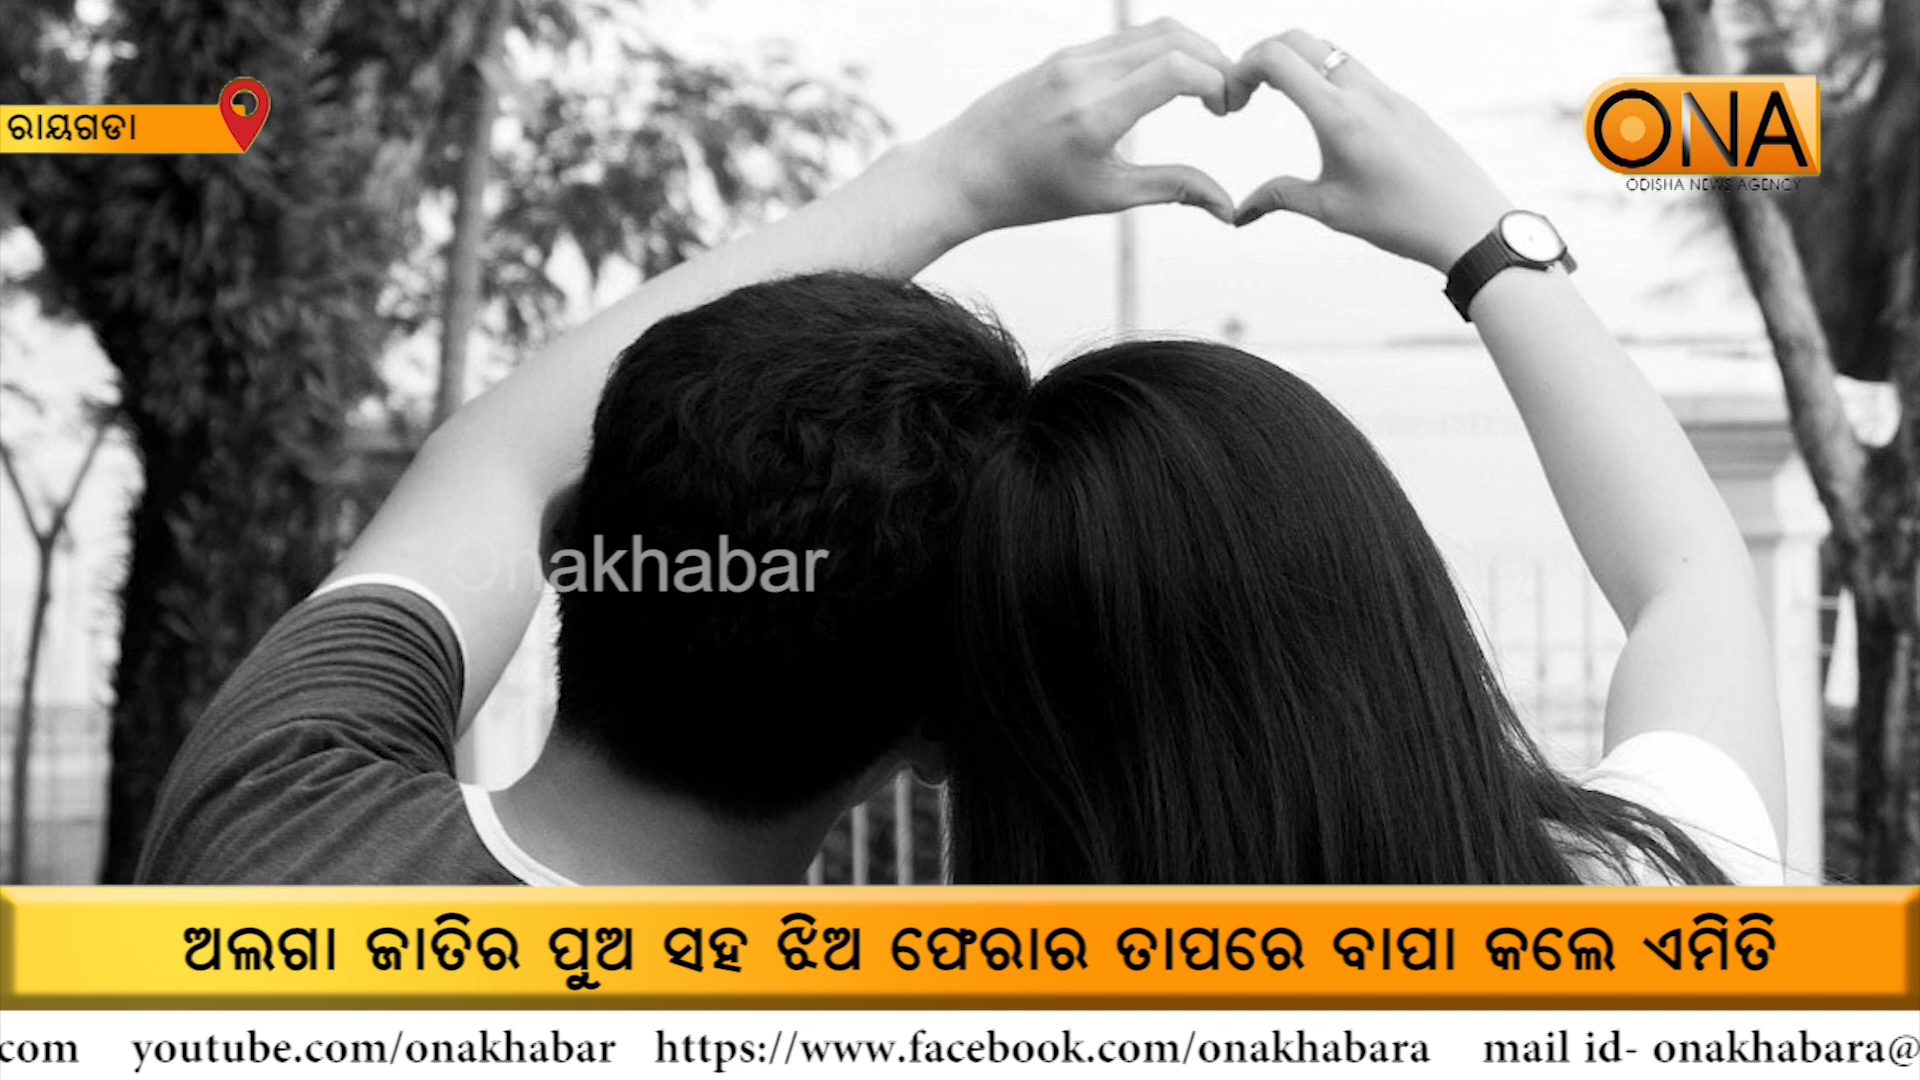 ରାୟଗଡା
ONA
ODISHA NEWS AGENCY
Onakhabar
ଅଲଗା ଜାତିର ପୁଅ ସହ ଝିଅ ଫେରାର ତାପରେ ବାପା କଲେ ଏମିତି
com youtube.com/onakhabar https://www.facebook.com/onakhabara mail id- onakhabara@